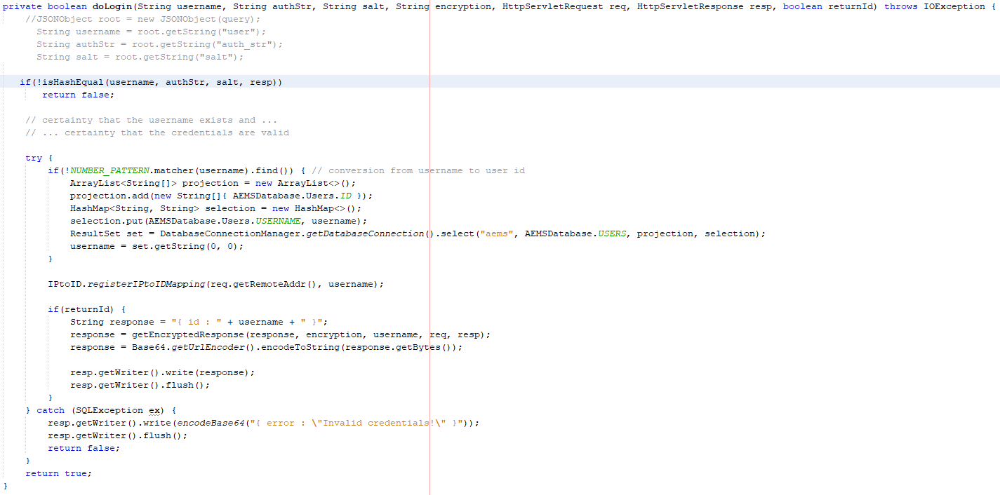 private boolean doLogin(String username, String authStr, String salt, String encryption, HttpServletRequest req, HttpServletResponse resp, boolean returnId) throws IOException {
    //JSONObject root = new JSONObject(query);
      String username = root.getString("user");
      String authStr = root.getString("auth_str");
      String salt = root.getString("salt");

   if(!isHashEqual(username, authStr, salt, resp))
       return false;

    // certainty that the username exists and ...
    // ... certainty that the credentials are valid

    try {
        if(!NUMBER_PATTERN.matcher(username).find()) { // conversion from username to user id
            ArrayList<String[]> projection = new ArrayList<>();
            projection.add(new String[]{ AEMSDatabase.Users.ID });
            HashMap<String, String> selection = new HashMap<>();
            selection.put(AEMSDatabase.Users.USERNAME, username);
            ResultSet set = DatabaseConnectionManager.getDatabaseConnection().select("aems", AEMSDatabase.USERS, projection, selection);
            username = set.getString(0, 0);
        }

        IPtoID.registerIPtoIDMapping(req.getRemoteAddr(), username);

        if(returnId) {
            String response = "{ id : " + username + " }";
            response = getEncryptedResponse(response, encryption, username, req, resp);
            response = Base64.getUrlEncoder().encodeToString(response.getBytes());

            resp.getWriter().write(response);
            resp.getWriter().flush();
        }
    } catch (SQLException ex) {
        resp.getWriter().write(encodeBase64("{ error : \"Invalid credentials!\" }"));
        resp.getWriter().flush();
        return false;
    }
    return true;
}